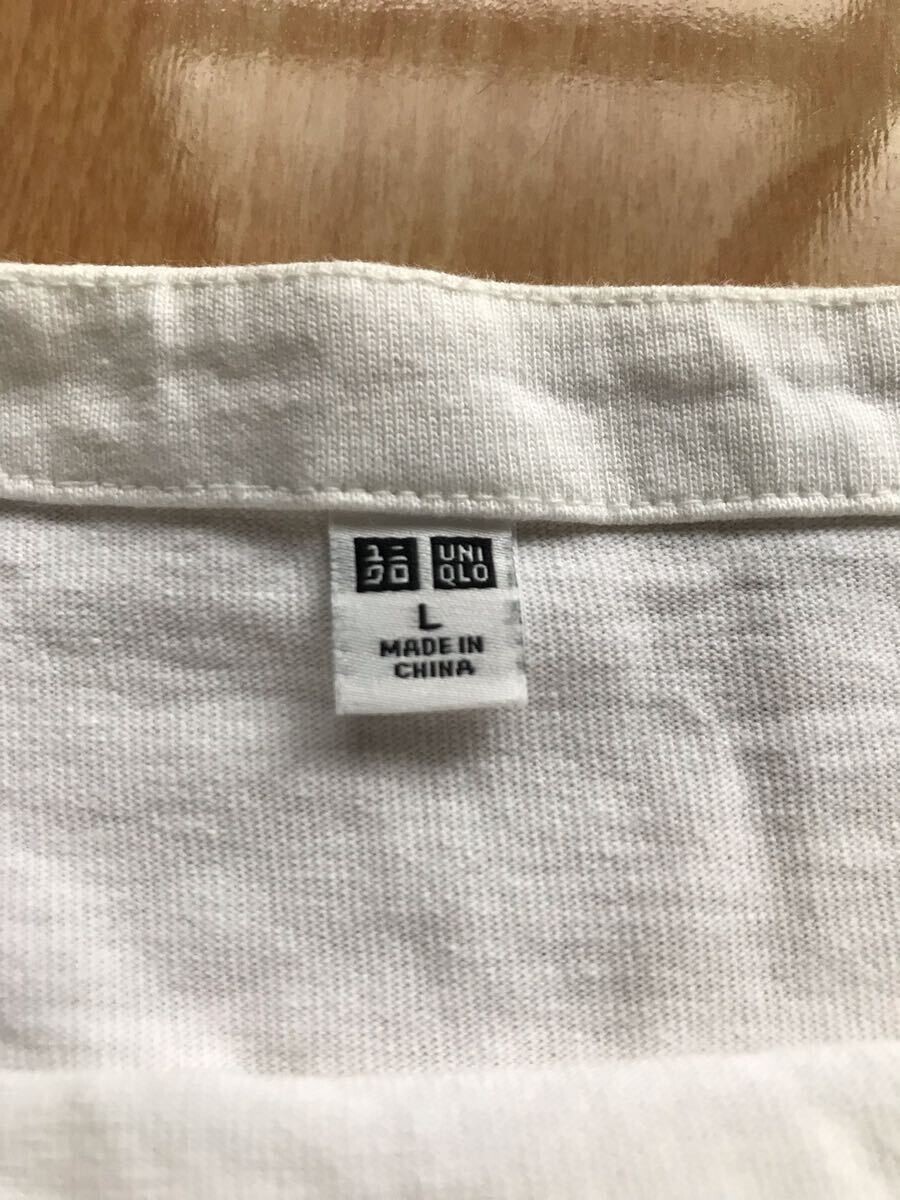 ユニ UNI
クロ QLO
L
MADE IN
CHINA